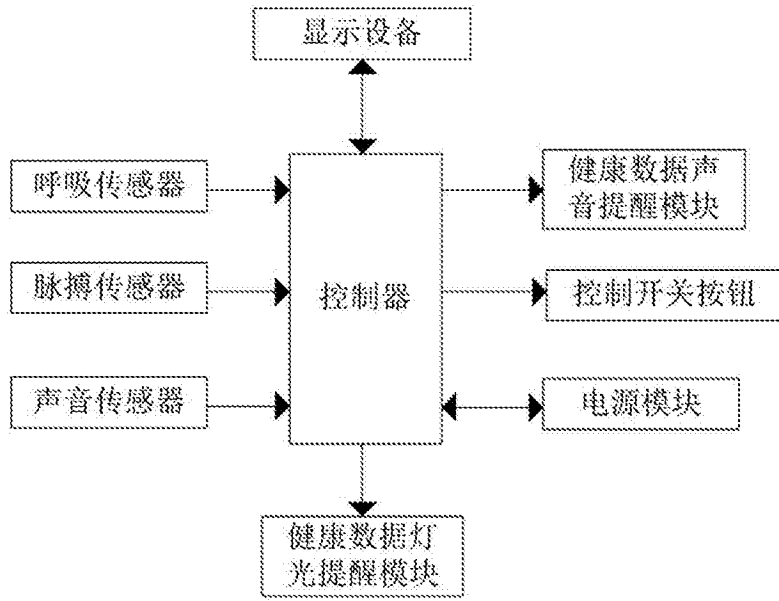 显示设备
呼吸传感器
健康数据声
音提醒模块
脉搏传感器
控制器
控制开关按钮
声音传感器
电源模块
健康数据灯
光提醒模块